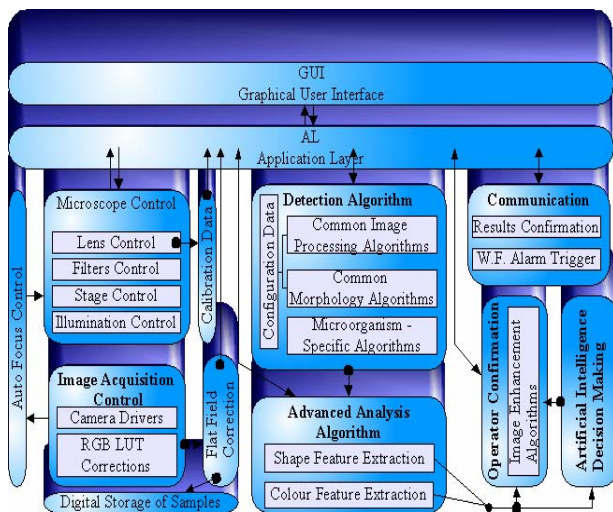 GUI
Graphical User Interface
AL
Application Layer
Auto Focus Control
Microscope Control
Lens Control
Filters Control
Stage Control
Illumination Control
Calibration Data
Image Acquisition
Control
Camera Drivers
RGB LUT
Corrections
Flat Field
Correction
Digital Storage of Samples
Detection Algorithm
Configuration Data
Common Image
Processing Algorithms
Common
Morphology Algorithms
Microorganism -
Specific Algorithms
Advanced Analysis
Algorithm
Shape Feature Extraction
Colour Feature Extraction
Communication
Results Confirmation
W.F. Alarm Trigger
Operator Confirmation
Image Enhancement
Algorithms
Artificial Intelligence
Decision Making